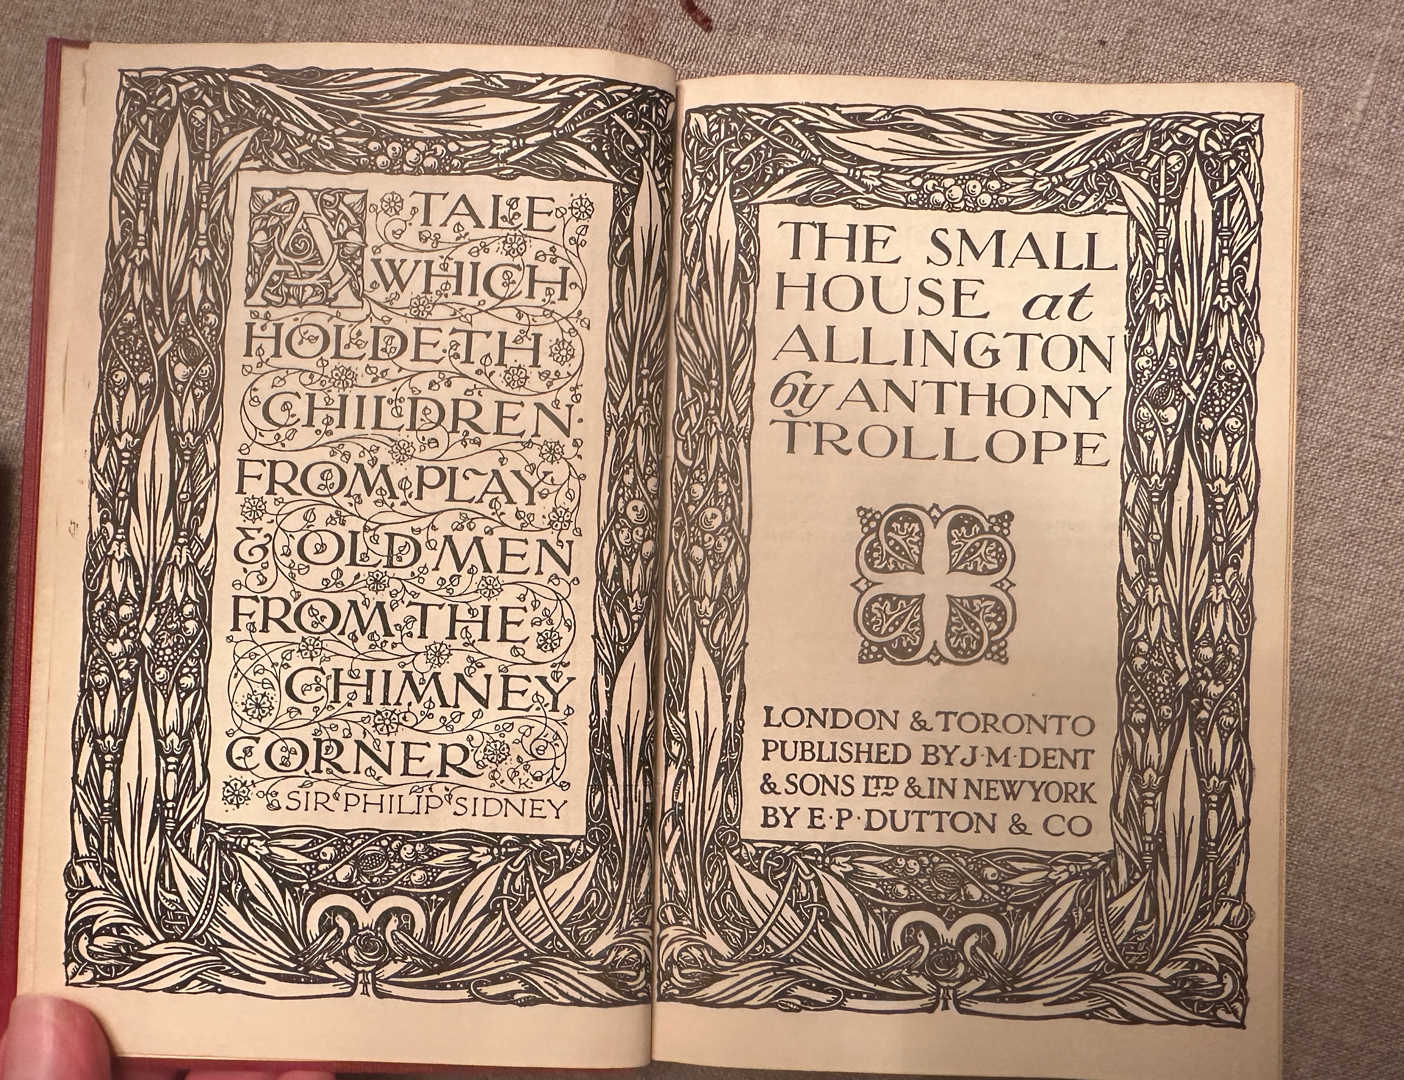 A TALE
WHICH
HOLDETH
CHILDREN
FROM PLAY
& OLD MEN
FROM THE
CHIMNEY
CORNER
SIR PHILIP SIDNEY
THE SMALL
HOUSE at
ALLINGTON
by ANTHONY
TROLLOPE
LONDON & TORONTO
PUBLISHED BY J·M·DENT
& SONS LTD & IN NEW YORK
BY E·P·DUTTON & CO